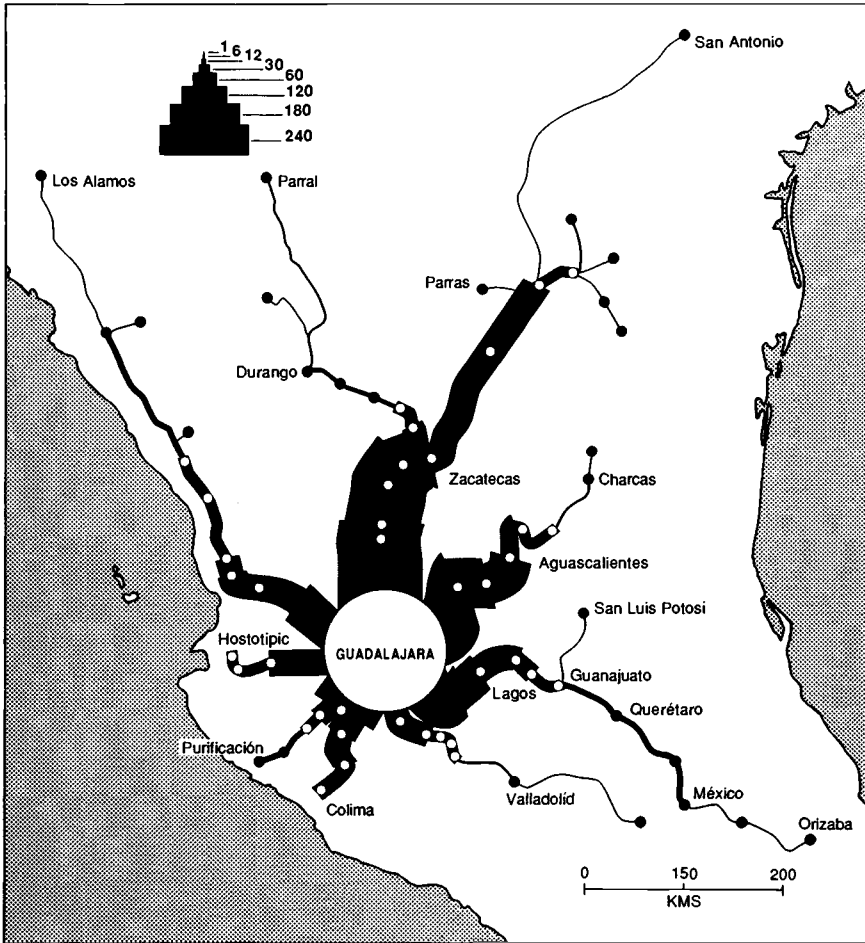 1
6
12
30
60
120
180
240
San Antonio
Los Alamos
Parral
Parras
Durango
Zacatecas
Charcas
Aguascalientes
San Luis Potosi
Hostotipic
GUADALAJARA
Guanajuato
Lagos
Querétaro
Purificación
Valladolíd
México
Colima
Orizaba
0 150 200
KMS